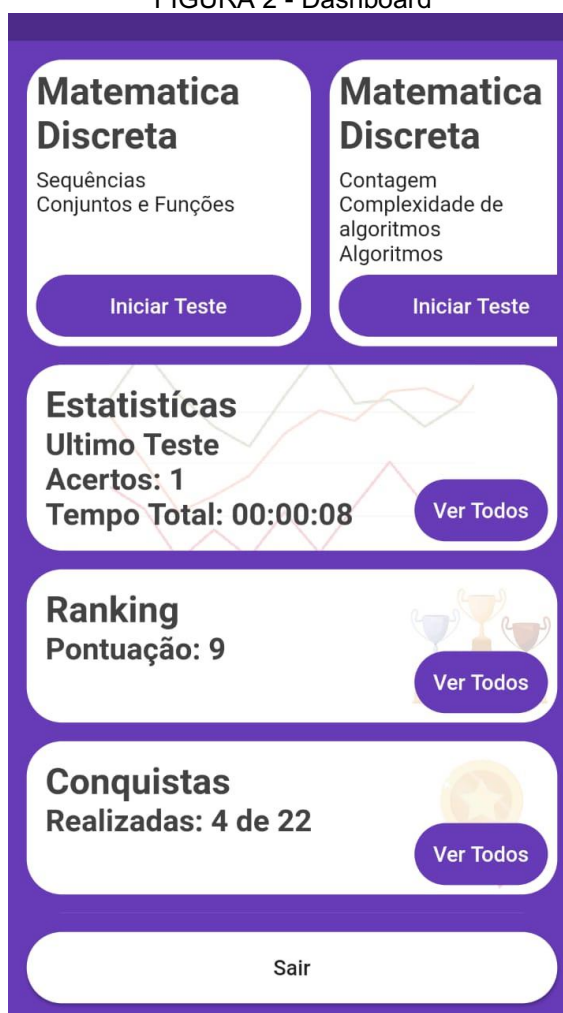 FIGURA 2 - Dashboard
Matematica
Discreta
Sequências
Conjuntos e Funções
Iniciar Teste
Matematica
Discreta
Contagem
Complexidade de
algoritmos
Algoritmos
Iniciar Teste
Estatistícas
Ultimo Teste
Acertos: 1
Tempo Total: 00:00:08
Ver Todos
Ranking
Pontuação: 9
Ver Todos
Conquistas
Realizadas: 4 de 22
Ver Todos
Sair